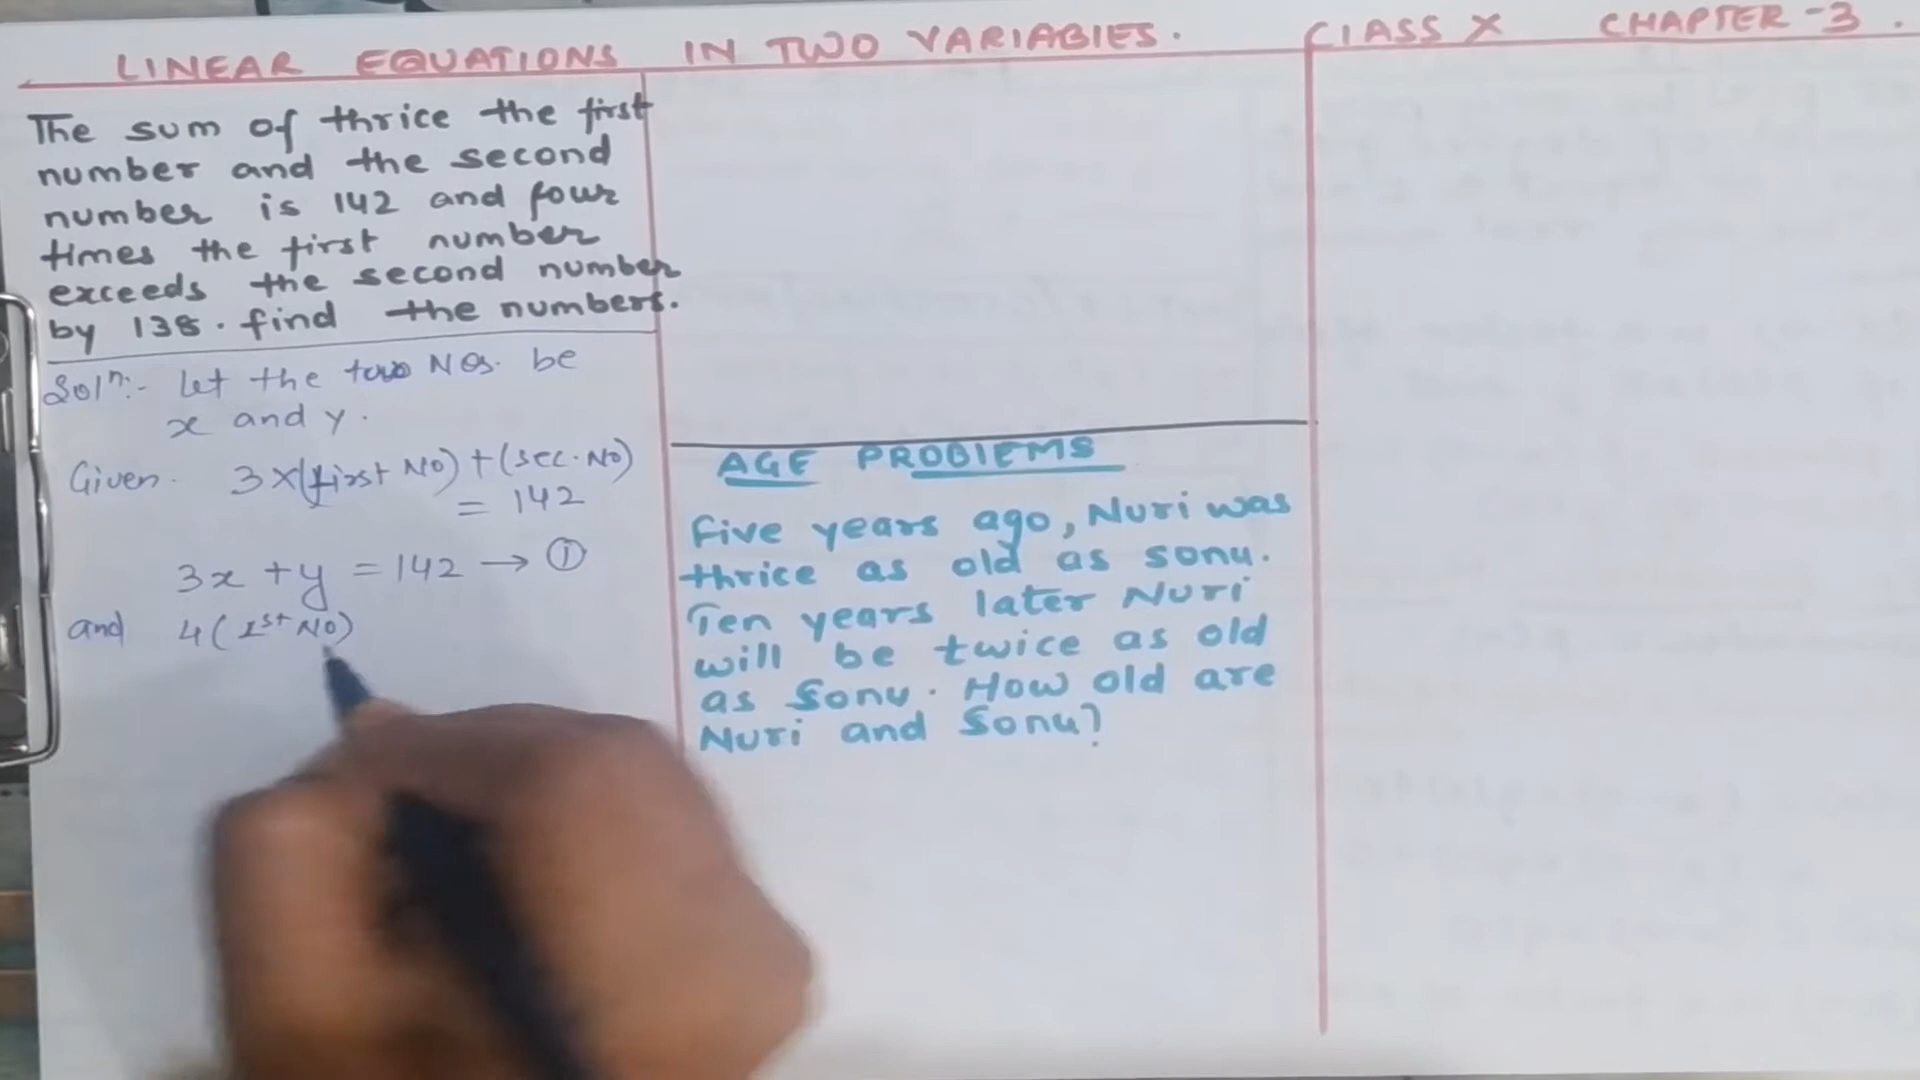 LINEAR EQUATIONS IN TWO VARIABLES. CLASS X CHAPTER-3.
The sum of thrice the first
number and the second
number is 142 and four
times the first number
exceeds the second number
by 138. find the numbers.
Solⁿ:- Let the two Nos. be
x and y.
Given. 3×(first No)+(sec.No)
= 142
3x + y = 142 → ①
and 4(1st No)
AGE PROBLEMS
Five years ago, Nuri was
thrice as old as sonu.
Ten years later Nuri
will be twice as old
as Sonu. How old are
Nuri and Sonu?